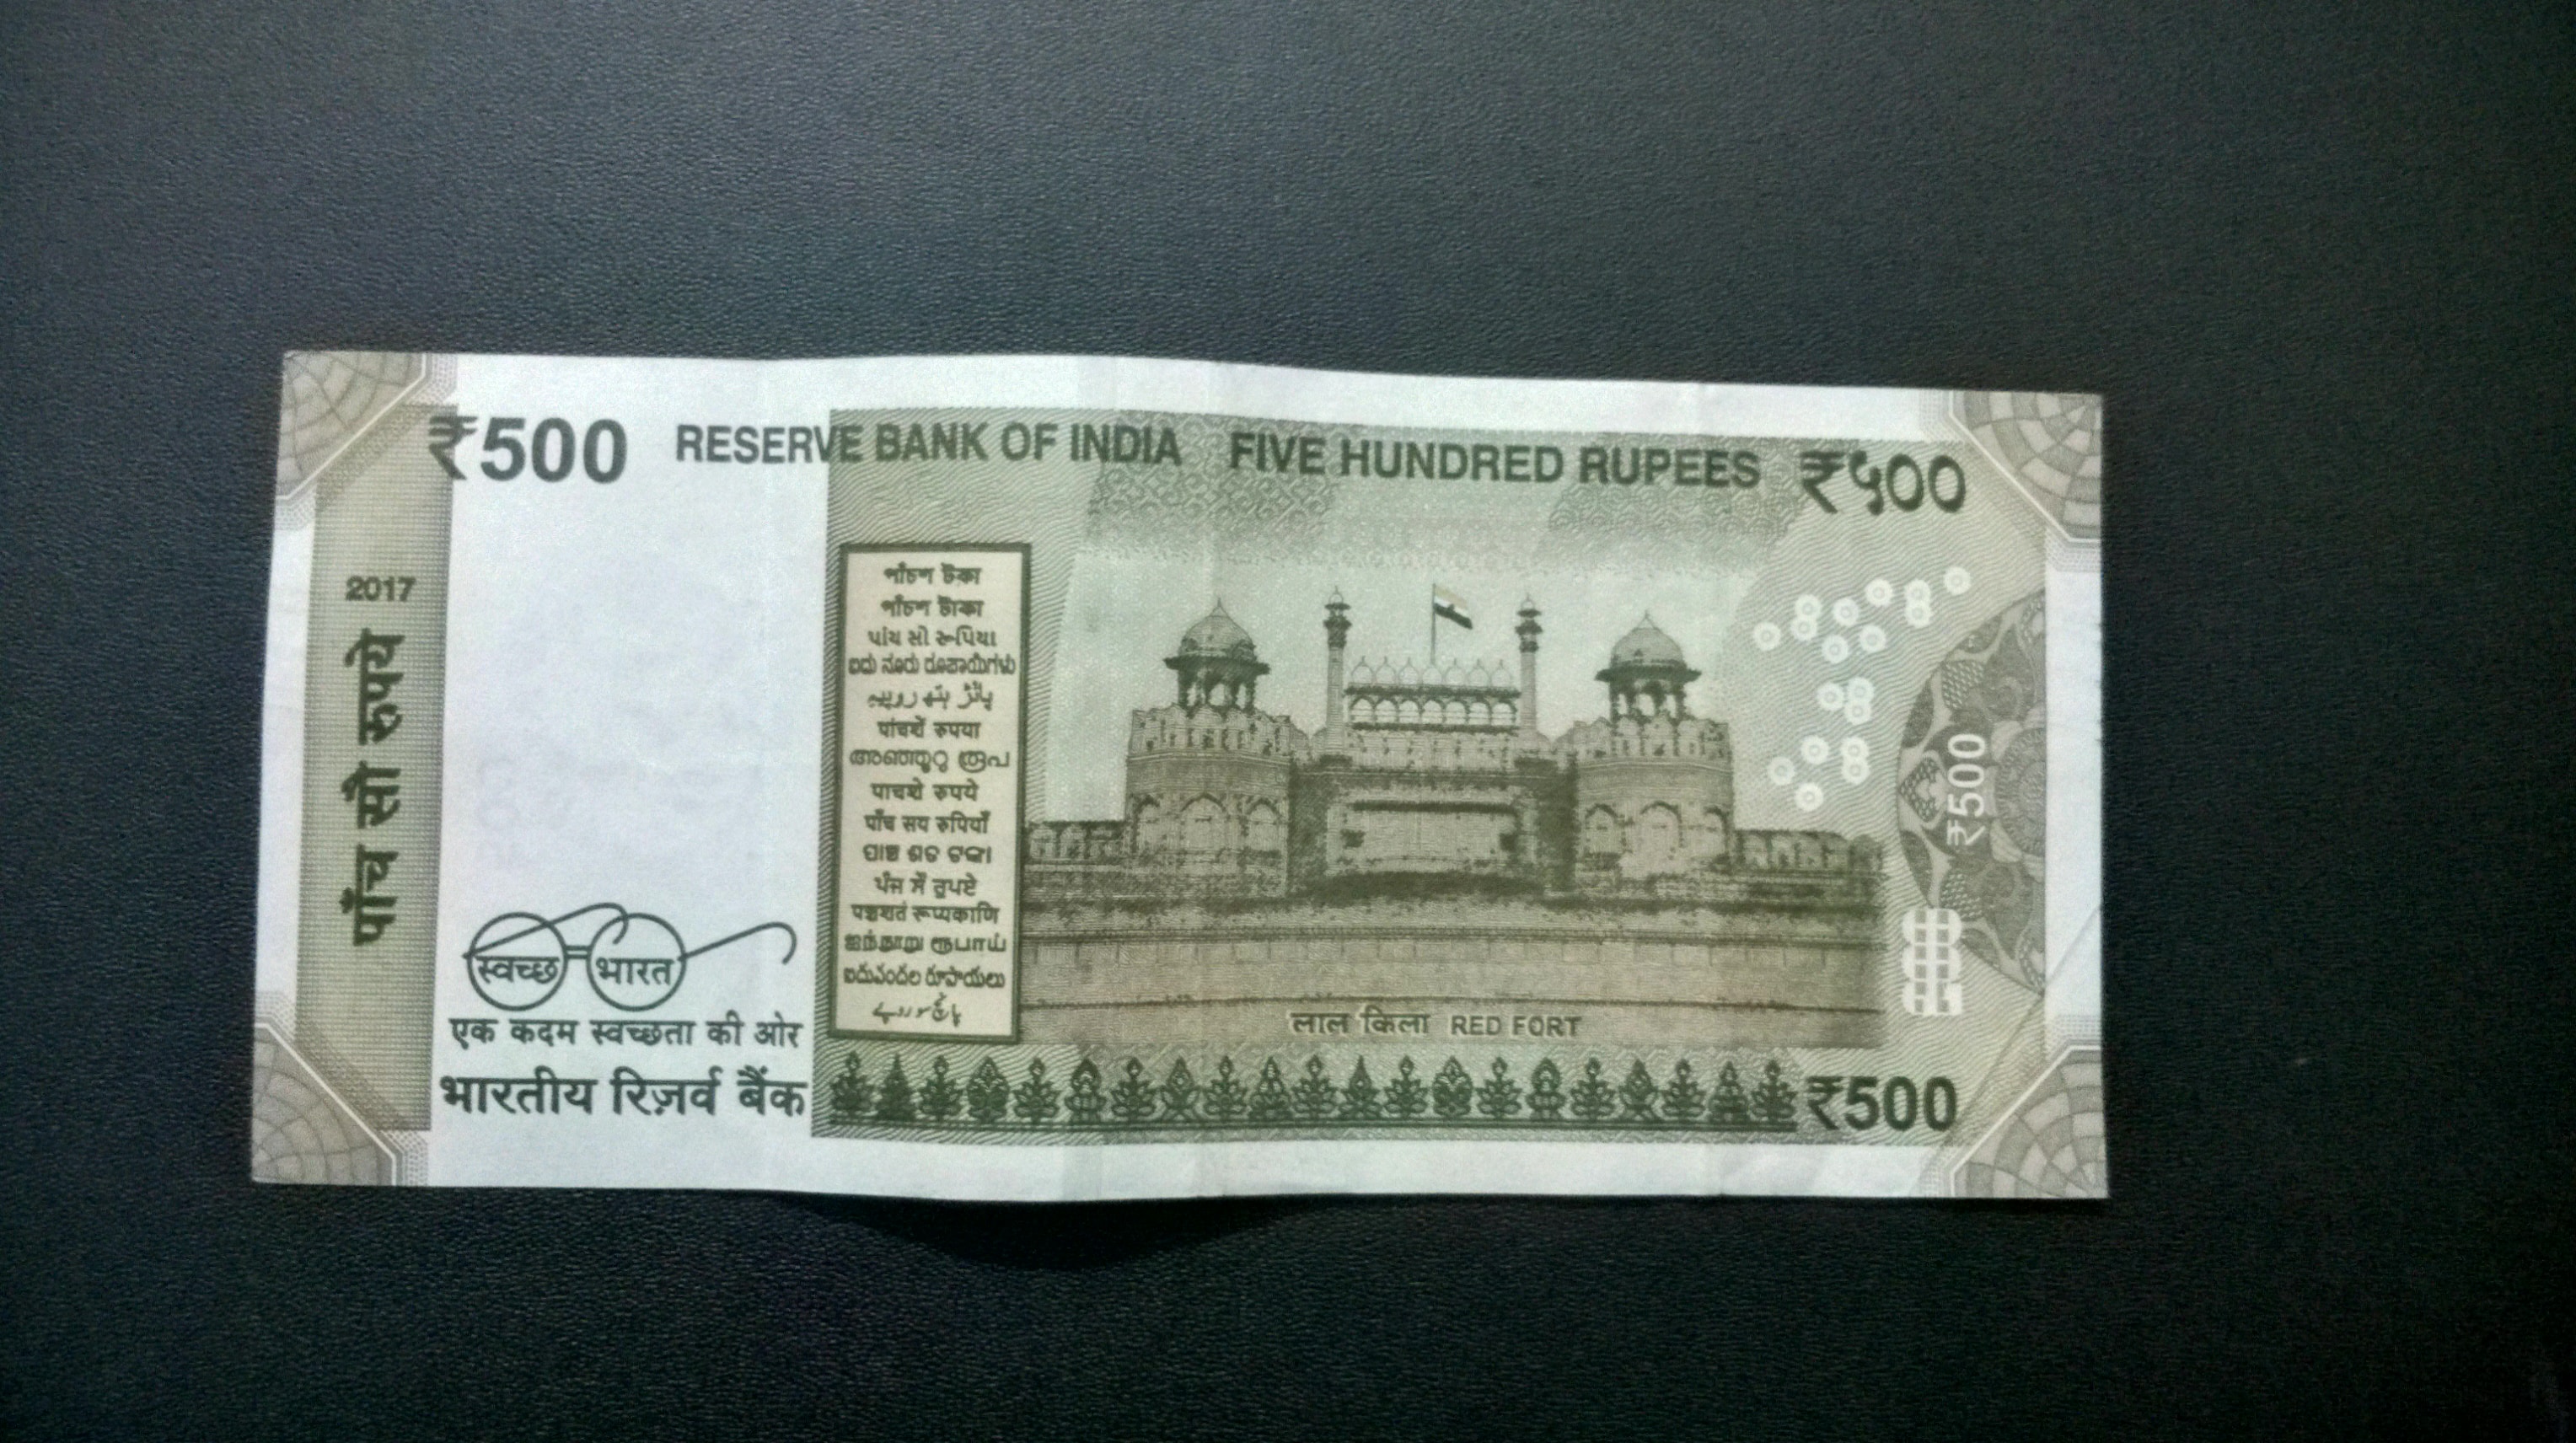 ₹500 RESERVE BANK OF INDIA FIVE HUNDRED RUPEES ₹५००
2017
पाँच सौ रुपये
পাঁচশ টকা
পাঁচশ টাকা
પાંચ સો રૂપિયા
ಐದು ನೂರು ರೂಪಾಯಿಗಳು
پانٛژ ہَتھ روپیہِ
पांचशें रुपया
അഞ്ഞൂറു രൂപ
पाचशे रुपये
पाँच सय रुपियाँ
ପାଞ୍ଚ ଶତ ଟଙ୍କା
ਪੰਜ ਸੌ ਰੁਪਏ
पञ्चशतं रूप्यकाणि
ஐந்நூறு ரூபாய்
ఐదువందల రూపాయలు
پانچ سو روپے
₹500
स्वच्छ भारत
एक कदम स्वच्छता की ओर
भारतीय रिज़र्व बैंक
लाल किला RED FORT
₹500